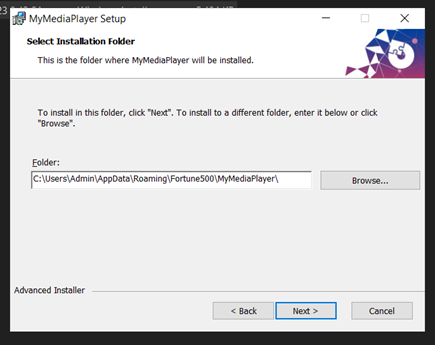 MyMediaPlayer Setup
Select Installation Folder
This is the folder where MyMediaPlayer will be installed.
To install in this folder, click "Next". To install to a different folder, enter it below or click
"Browse".
Folder:
C:\Users\Admin\AppData\Roaming\Fortune500\MyMediaPlayer\
Browse...
Advanced Installer
< Back
Next >
Cancel